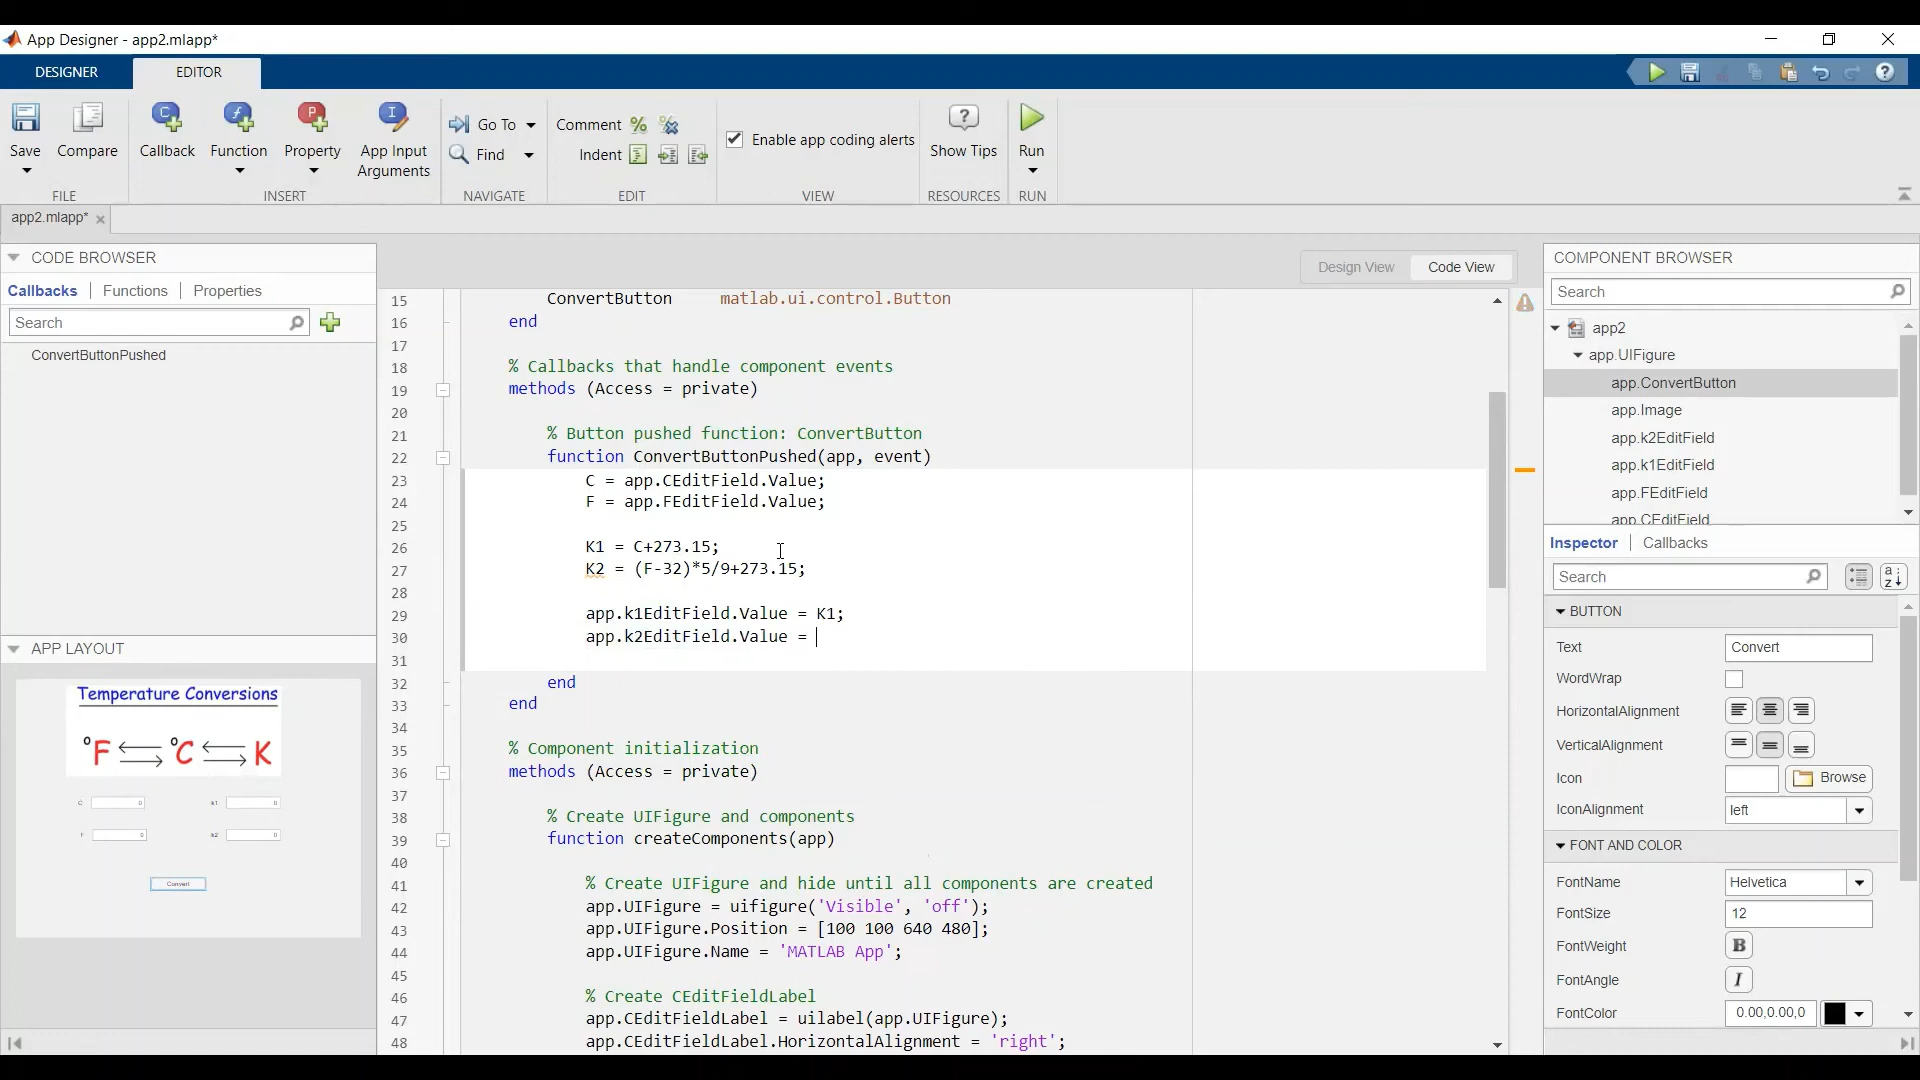 App Designer - app2.mlapp*
DESIGNER
EDITOR
Save
Compare
Callback
Function
Property
App Input
Arguments
Go To
Find
Comment
Indent
Enable app coding alerts
Show Tips
Run
FILE
INSERT
NAVIGATE
EDIT
VIEW
RESOURCES
RUN
app2.mlapp*
CODE BROWSER
Callbacks
Functions
Properties
Search
ConvertButtonPushed
APP LAYOUT
Temperature Conversions
°F °C K
C 0
k1 0
F 0
k2 0
Convert
Design View
Code View
15 ConvertButton matlab.ui.control.Button
16 end
17
18 % Callbacks that handle component events
19 methods (Access = private)
20
21 % Button pushed function: ConvertButton
22 function ConvertButtonPushed(app, event)
23 C = app.CEditField.Value;
24 F = app.FEditField.Value;
25
26 K1 = C+273.15;
27 K2 = (F-32)*5/9+273.15;
28
29 app.k1EditField.Value = K1;
30 app.k2EditField.Value =
31
32 end
33 end
34
35 % Component initialization
36 methods (Access = private)
37
38 % Create UIFigure and components
39 function createComponents(app)
40
41 % Create UIFigure and hide until all components are created
42 app.UIFigure = uifigure('Visible', 'off');
43 app.UIFigure.Position = [100 100 640 480];
44 app.UIFigure.Name = 'MATLAB App';
45
46 % Create CEditFieldLabel
47 app.CEditFieldLabel = uilabel(app.UIFigure);
48 app.CEditFieldLabel.HorizontalAlignment = 'right';
COMPONENT BROWSER
Search
app2
app.UIFigure
app.ConvertButton
app.Image
app.k2EditField
app.k1EditField
app.FEditField
app.CEditField
Inspector
Callbacks
Search
BUTTON
Text Convert
WordWrap
HorizontalAlignment
VerticalAlignment
Icon Browse
IconAlignment left
FONT AND COLOR
FontName Helvetica
FontSize 12
FontWeight B
FontAngle I
FontColor 0.00,0.00,0